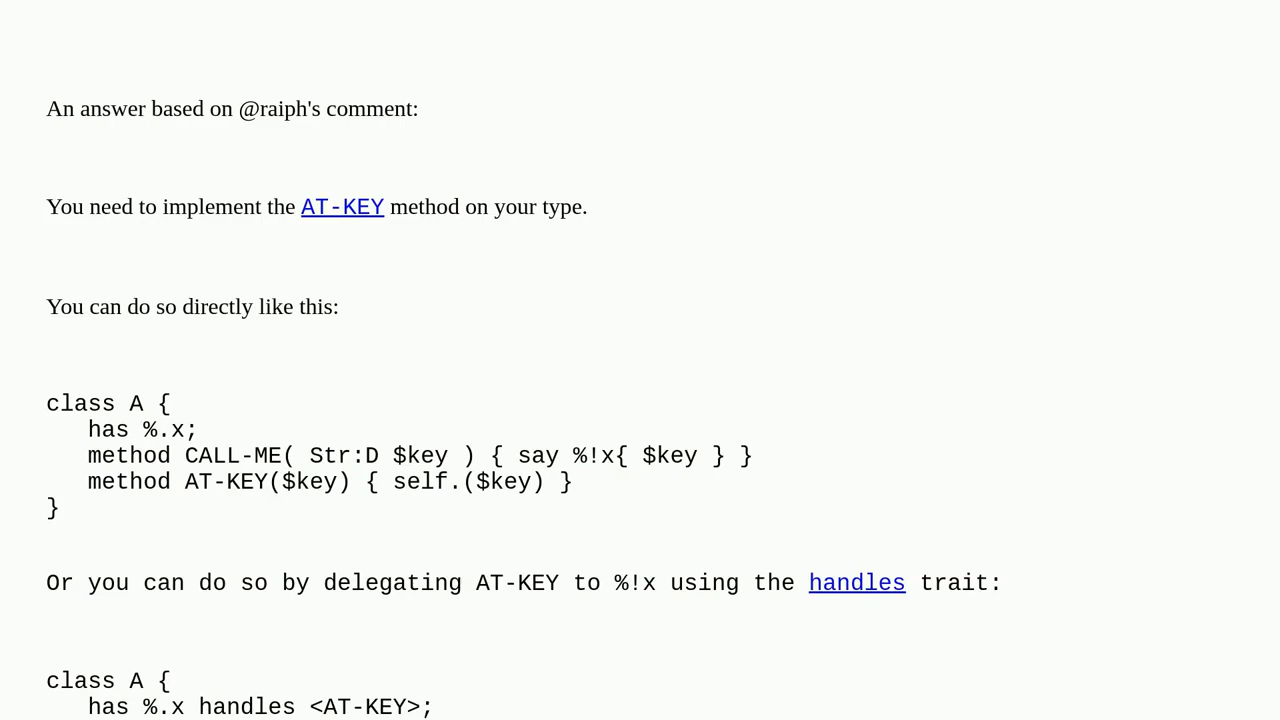 An answer based on @raiph's comment:
You need to implement the AT-KEY method on your type.
You can do so directly like this:
class A {
   has %.x;
   method CALL-ME( Str:D $key ) { say %!x{ $key } }
   method AT-KEY($key) { self.($key) }
}
Or you can do so by delegating AT-KEY to %!x using the handles trait:
class A {
   has %.x handles <AT-KEY>;